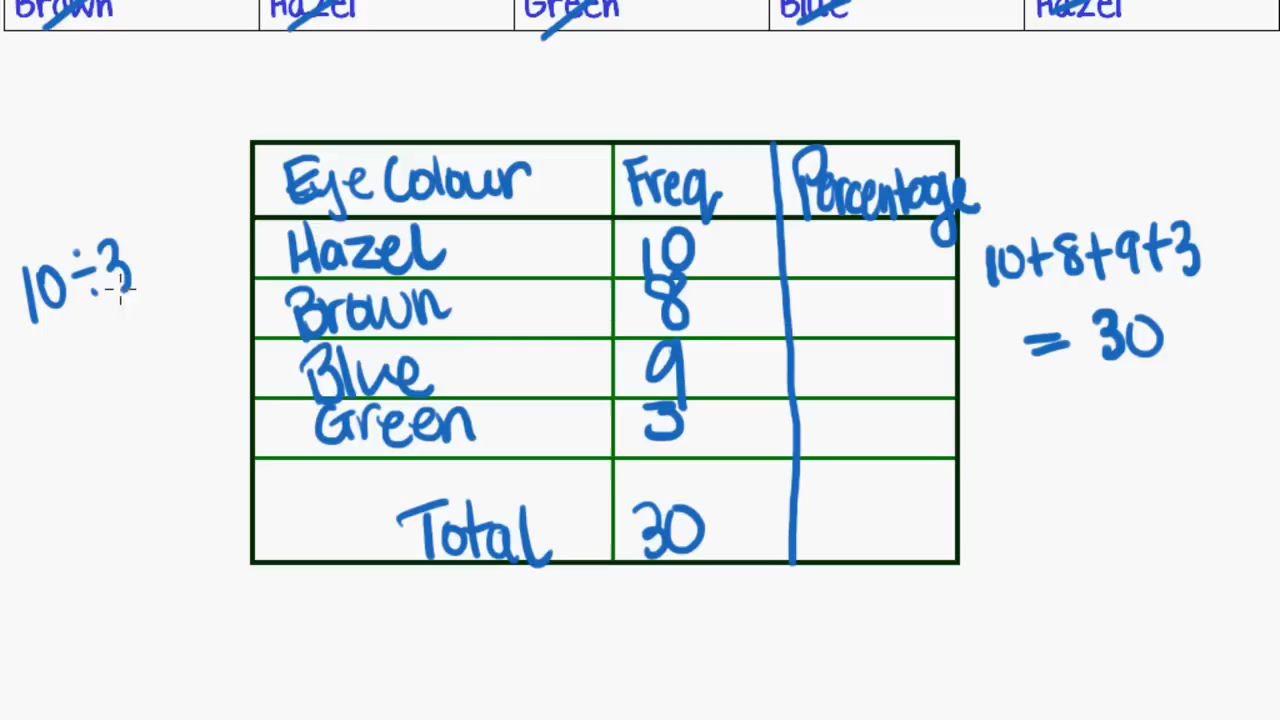 Brown Hazel Green Blue Hazel
Eye Colour Freq Percentage
Hazel 10
10+8+9+3
10÷3
Brown 8
= 30
Blue 9
Green 3
Total 30